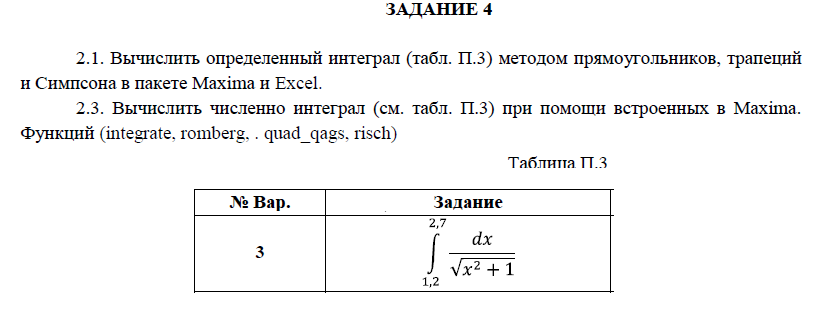 ЗАДАНИЕ 4
2.1. Вычислить определенный интеграл (табл. П.3) методом прямоугольников, трапеций
и Симпсона в пакете Maxima и Excel.
2.3. Вычислить численно интеграл (см. табл. П.3) при помощи встроенных в Maxima.
Функций (integrate, romberg, . quad_qags, risch)
Таблица П.3
№ Вар. Задание
3 ∫₁,₂²,⁷ dx / √(x² + 1)